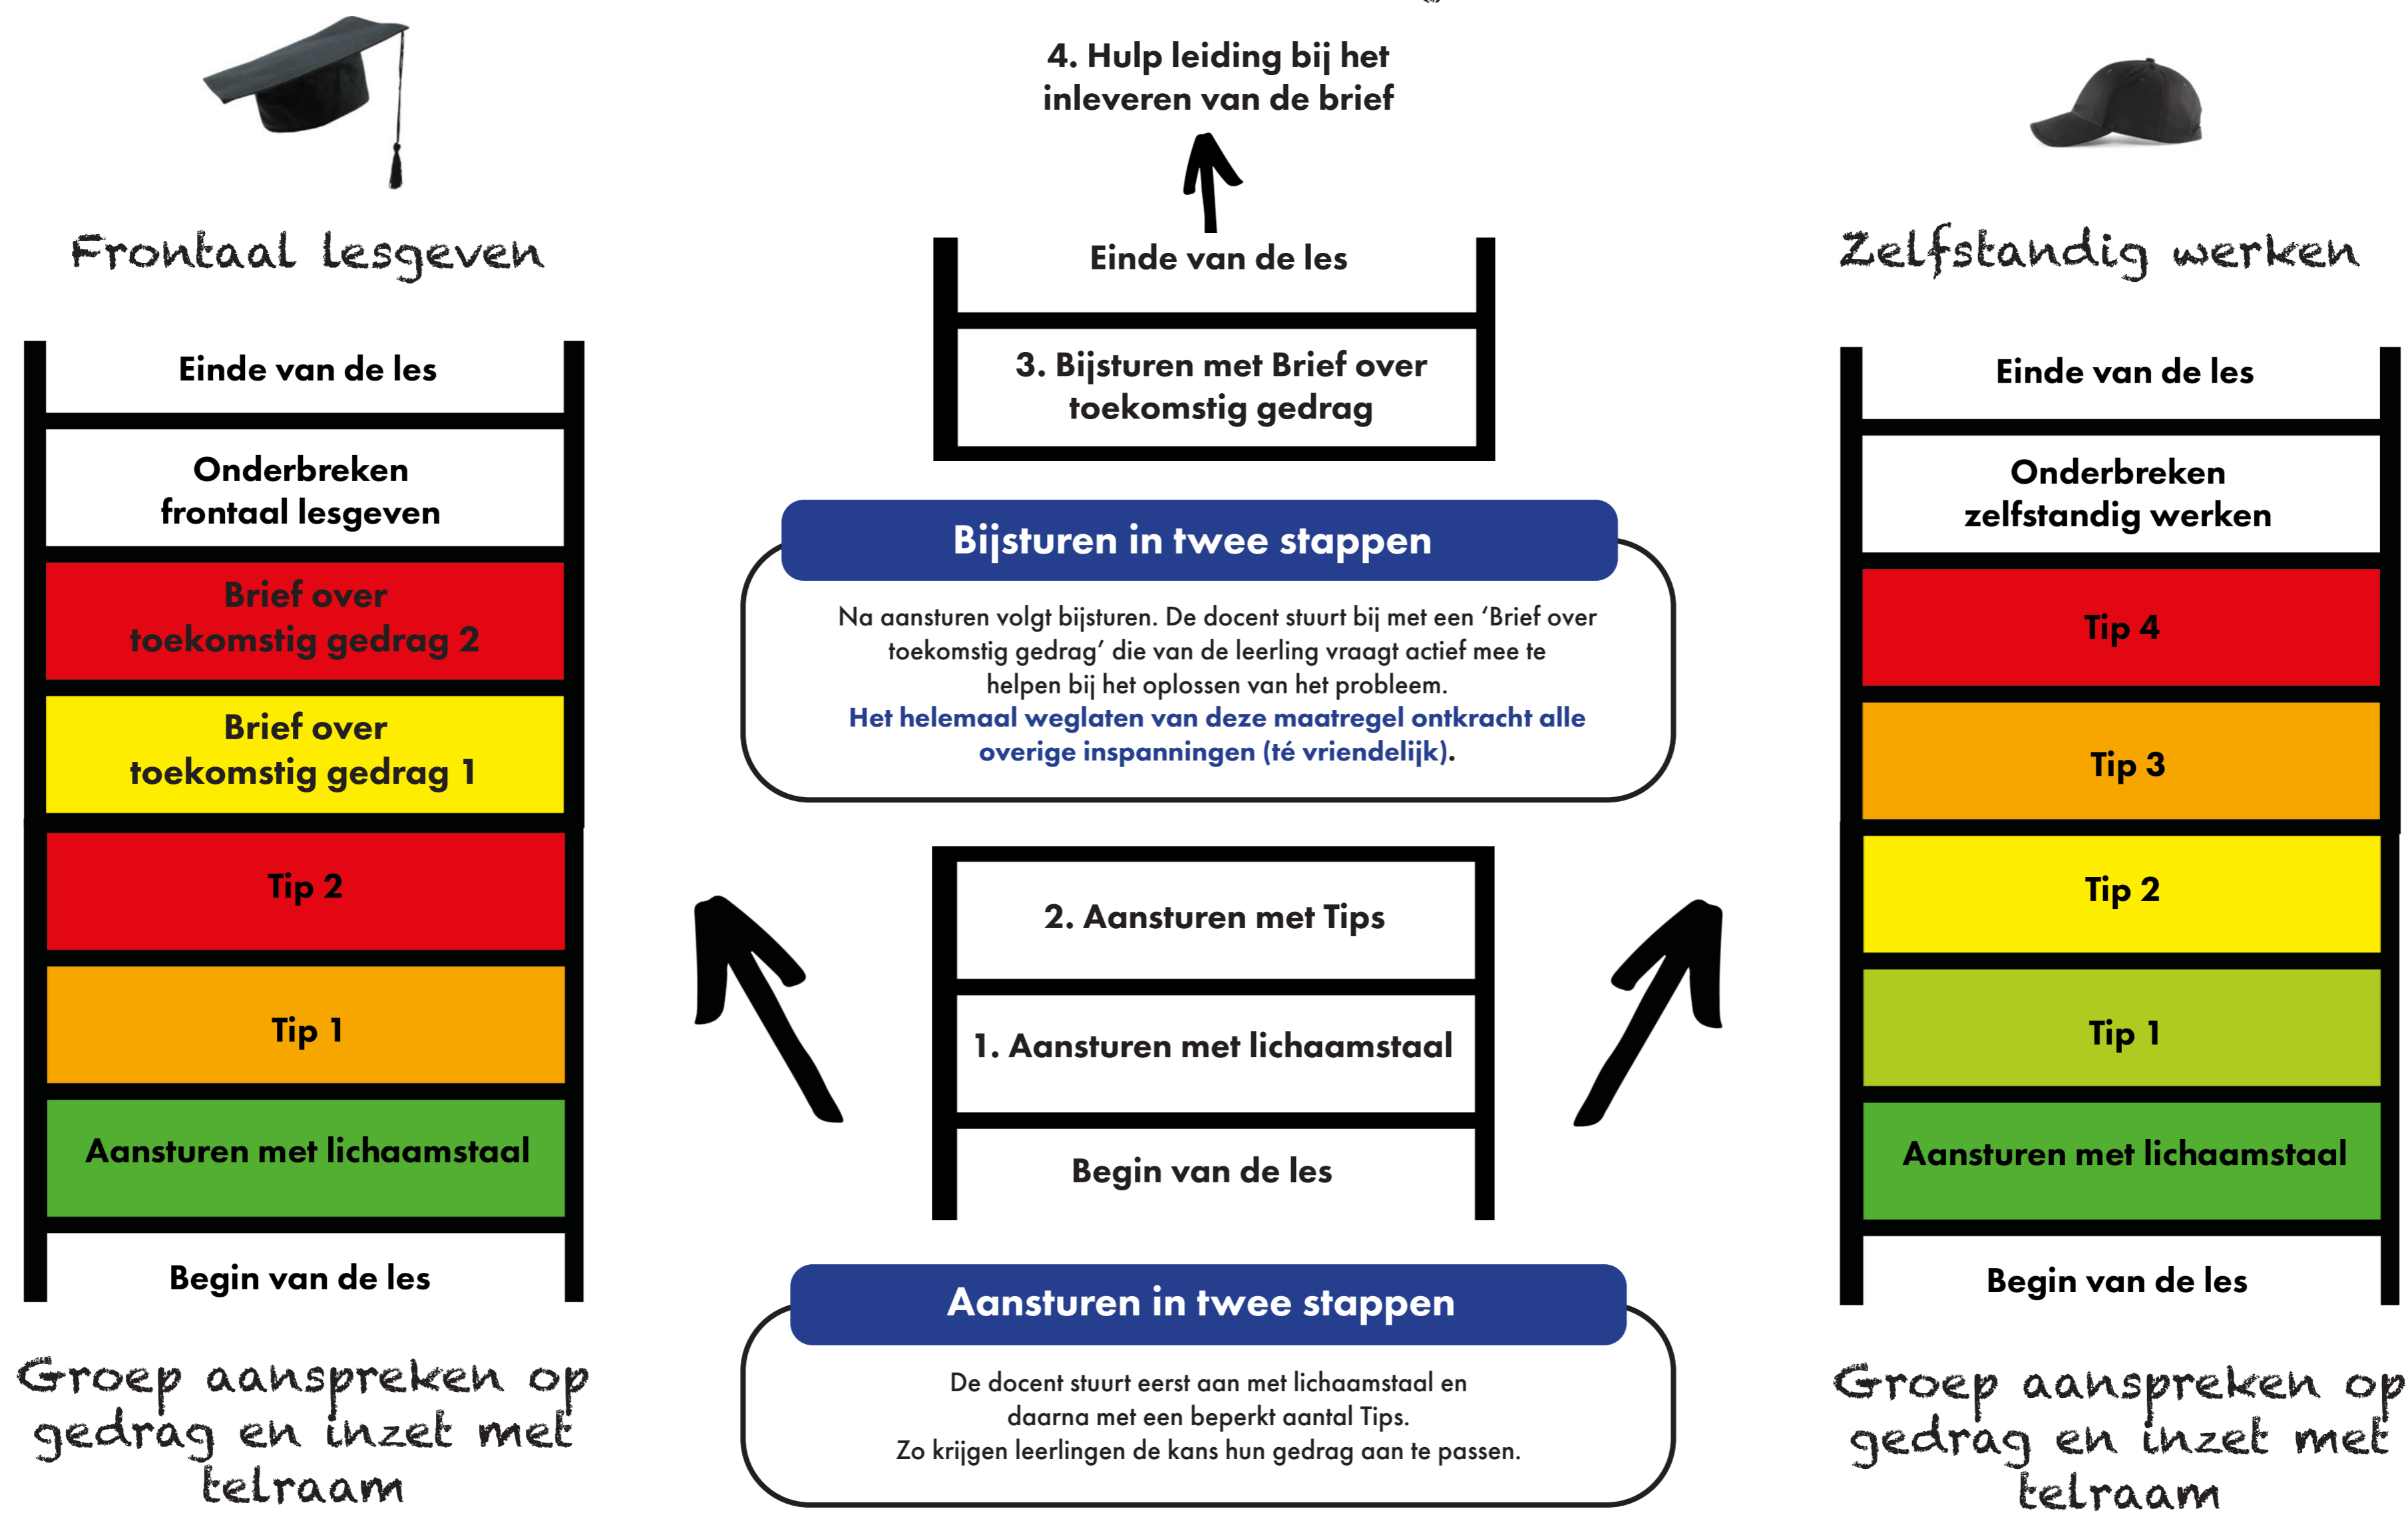 Frontaal lesgeven
Einde van de les
Onderbreken
frontaal lesgeven
Brief over
toekomstig gedrag 2
Brief over
toekomstig gedrag 1
Tip 2
Tip 1
Aansturen met lichaamstaal
Begin van de les
Groep aanspreken op
gedrag en inzet met
telraam
4. Hulp leiding bij het
inleveren van de brief
Einde van de les
3. Bijsturen met Brief over
toekomstig gedrag
Bijsturen in twee stappen
Na aansturen volgt bijsturen. De docent stuurt bij met een ‘Brief over
toekomstig gedrag’ die van de leerling vraagt actief mee te
helpen bij het oplossen van het probleem.
Het helemaal weglaten van deze maatregel ontkracht alle
overige inspanningen (té vriendelijk).
2. Aansturen met Tips
1. Aansturen met lichaamstaal
Begin van de les
Aansturen in twee stappen
De docent stuurt eerst aan met lichaamstaal en
daarna met een beperkt aantal Tips.
Zo krijgen leerlingen de kans hun gedrag aan te passen.
Zelfstandig werken
Einde van de les
Onderbreken
zelfstandig werken
Tip 4
Tip 3
Tip 2
Tip 1
Aansturen met lichaamstaal
Begin van de les
Groep aanspreken op
gedrag en inzet met
telraam